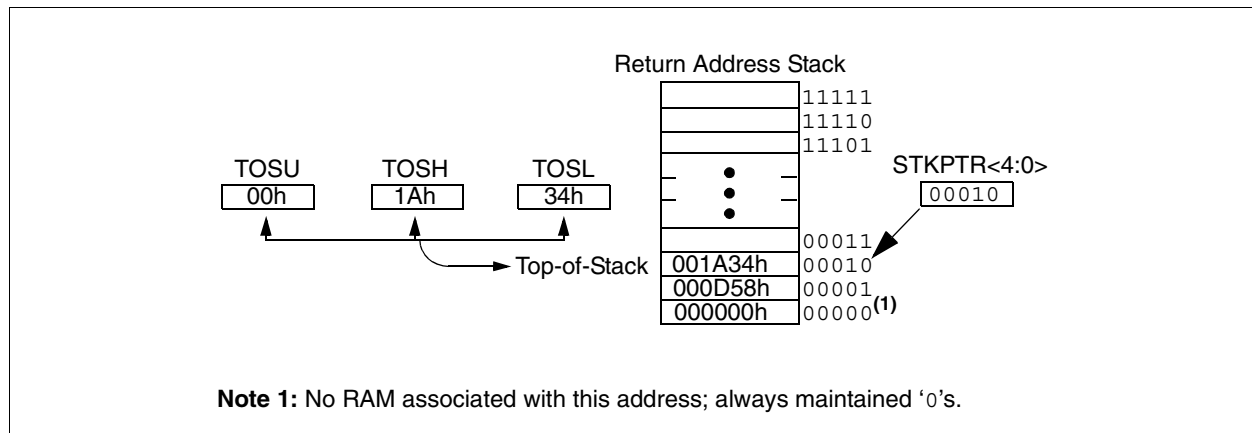 Return Address Stack
11111
11110
11101
TOSU TOSH TOSL
00h 1Ah 34h
STKPTR<4:0>
00010
00011
Top-of-Stack 001A34h 00010
000D58h 00001
000000h 00000(1)
Note 1: No RAM associated with this address; always maintained ‘0’s.